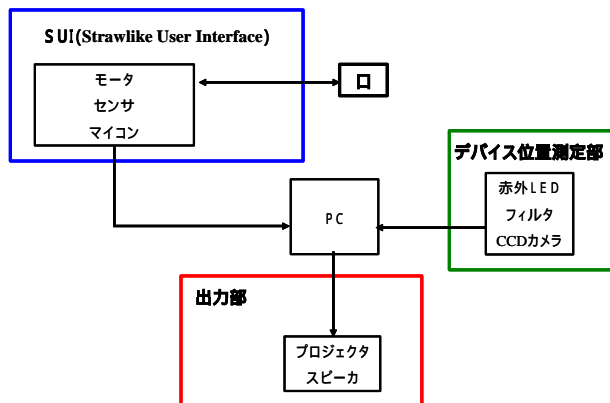 SUI(Strawlike User Interface)
モータ
センサ
マイコン
口
デバイス位置測定部
赤外LED
フィルタ
CCDカメラ
PC
出力部
プロジェクタ
スピーカ